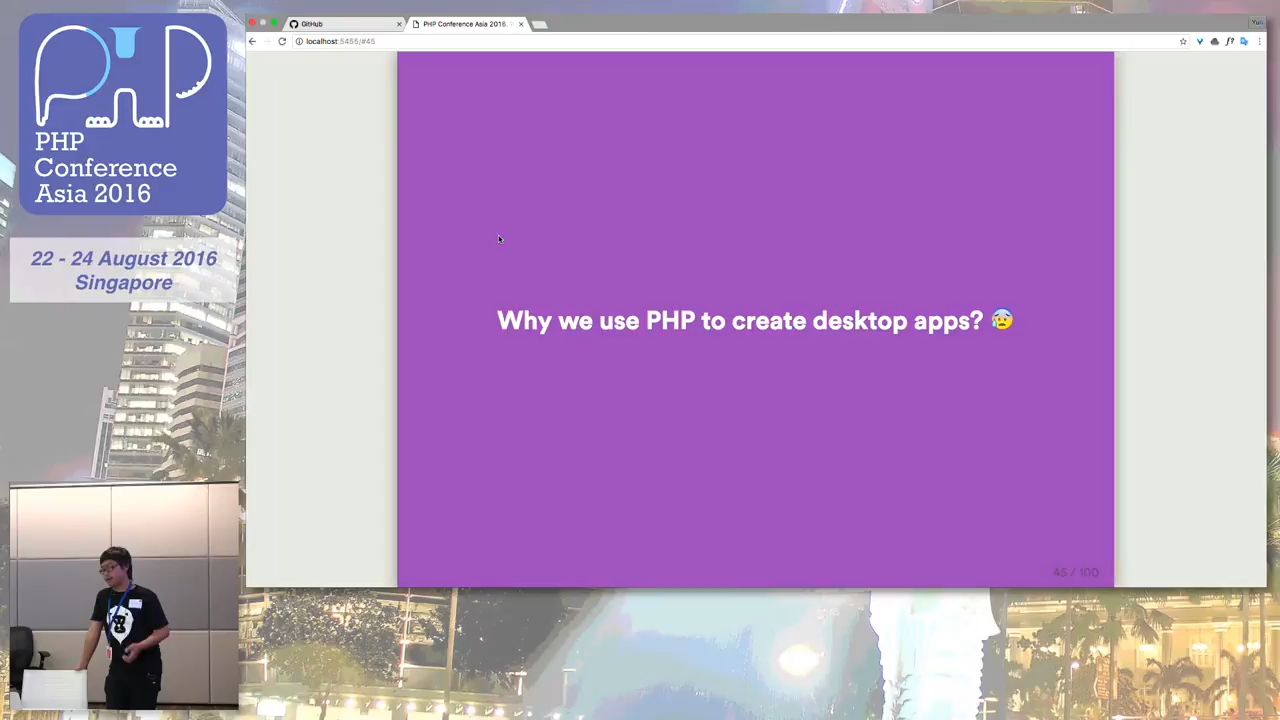 PHP
Conference
Asia 2016
22 - 24 August 2016
Singapore
GitHub
PHP Conference Asia 2016.
Yuri
localhost:5455/#45
Why we use PHP to create desktop apps? 😰
45 / 100